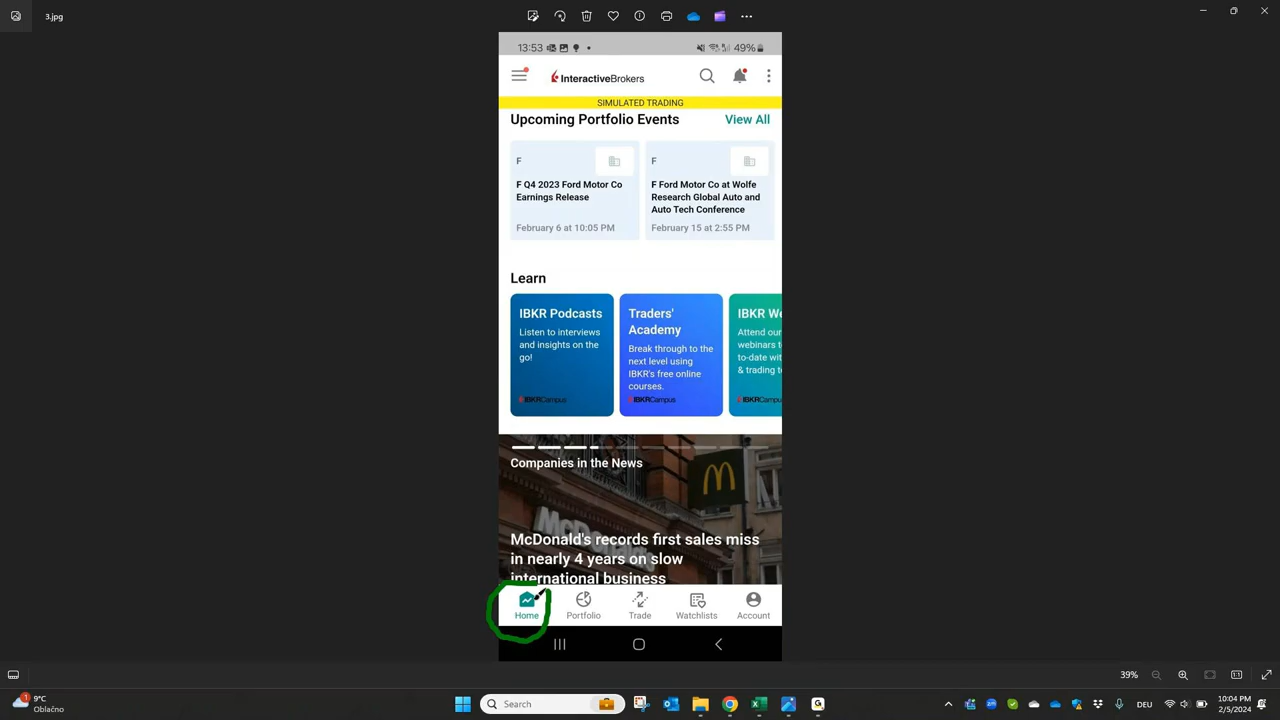 3.jpg
13:53
49%
InteractiveBrokers
SIMULATED TRADING
Upcoming Portfolio Events
View All
F
F Q4 2023 Ford Motor Co
Earnings Release
February 6 at 10:05 PM
F
F Ford Motor Co at Wolfe
Research Global Auto and
Auto Tech Conference
February 15 at 2:55 PM
Learn
IBKR Podcasts
Listen to interviews
and insights on the
go!
IBKRCampus
Traders'
Academy
Break through to the
next level using
IBKR's free online
courses.
IBKRCampus
IBKR We
Attend our
webinars t
to-date wit
& trading t
IBKRCampus
Companies in the News
McDonald's
McDonald's records first sales miss
in nearly 4 years on slow
international business
Home
Portfolio
Trade
Watchlists
Account
39%
1
9°C
Oblačno
Search
EU
10:04 PM
2/5/2024